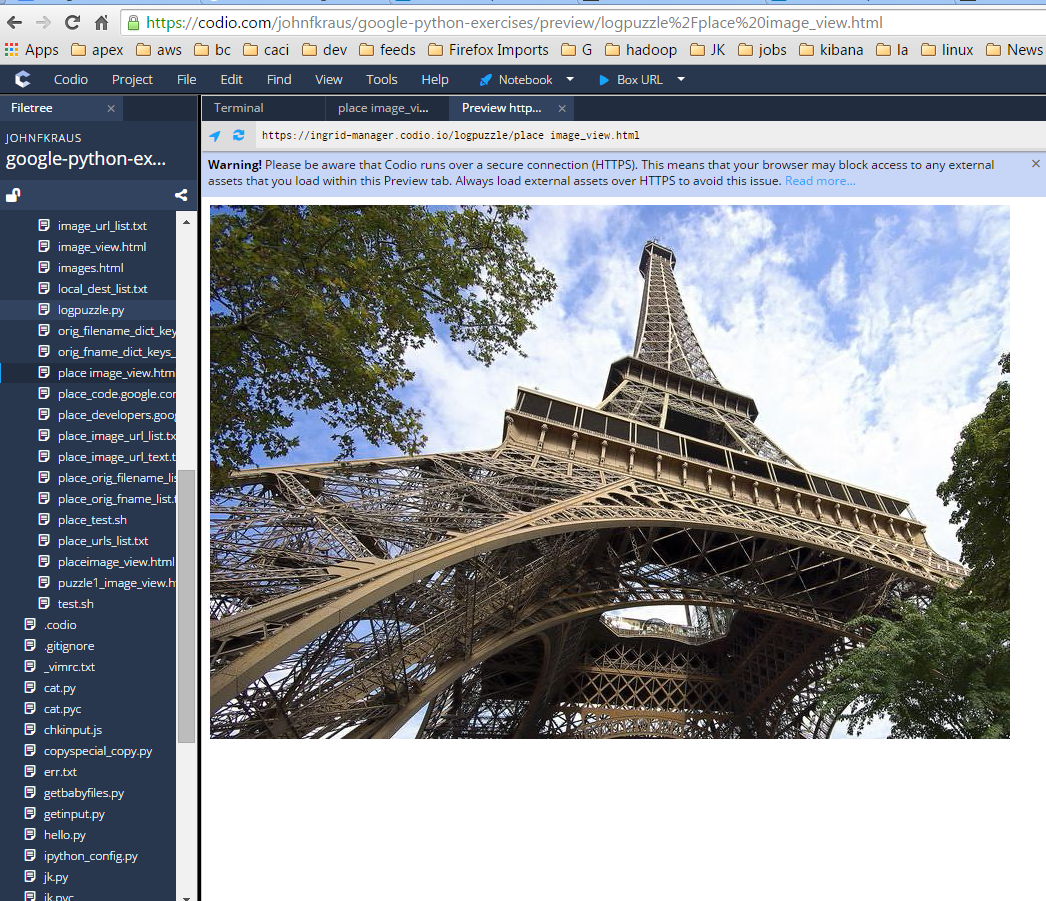 https://codio.com/johnfkraus/google-python-exercises/preview/logpuzzle%2Fplace%20image_view.html
Apps apex aws bc caci dev feeds Firefox Imports G hadoop JK jobs kibana la linux News
Codio Project File Edit Find View Tools Help Notebook Box URL
Filetree × Terminal place image_vi... Preview http... ×
JOHNFKRAUS
google-python-ex...
https://ingrid-manager.codio.io/logpuzzle/place image_view.html
Warning! Please be aware that Codio runs over a secure connection (HTTPS). This means that your browser may block access to any external
assets that you load within this Preview tab. Always load external assets over HTTPS to avoid this issue. Read more...
×
image_url_list.txt
image_view.html
images.html
local_dest_list.txt
logpuzzle.py
orig_filename_dict_key
orig_fname_dict_keys_
place image_view.htm
place_code.google.cor
place_developers.goo
place_image_url_list.tx
place_image_url_text.t
place_orig_filename_lis
place_orig_fname_list.t
place_test.sh
place_urls_list.txt
placeimage_view.html
puzzle1_image_view.h
test.sh
.codio
.gitignore
_vimrc.txt
cat.py
cat.pyc
chkinput.js
copyspecial_copy.py
err.txt
getbabyfiles.py
getinput.py
hello.py
ipython_config.py
jk.py
jk.pyc